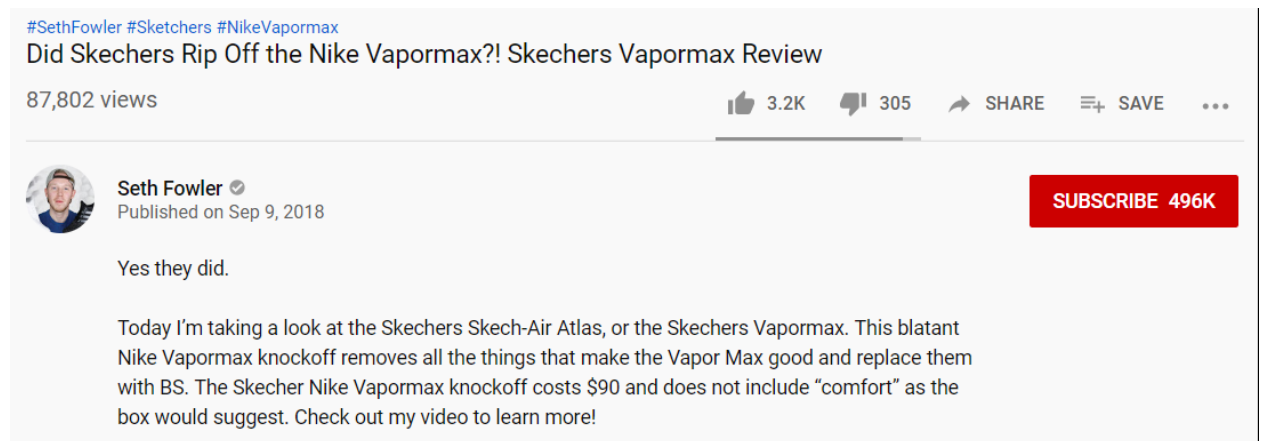 #SethFowler #Sketchers #NikeVapormax
Did Skechers Rip Off the Nike Vapormax?! Skechers Vapormax Review
87,802 views
3.2K 305 SHARE SAVE
Seth Fowler
Published on Sep 9, 2018
SUBSCRIBE 496K
Yes they did.
Today I'm taking a look at the Skechers Skech-Air Atlas, or the Skechers Vapormax. This blatant
Nike Vapormax knockoff removes all the things that make the Vapor Max good and replace them
with BS. The Skecher Nike Vapormax knockoff costs $90 and does not include “comfort” as the
box would suggest. Check out my video to learn more!